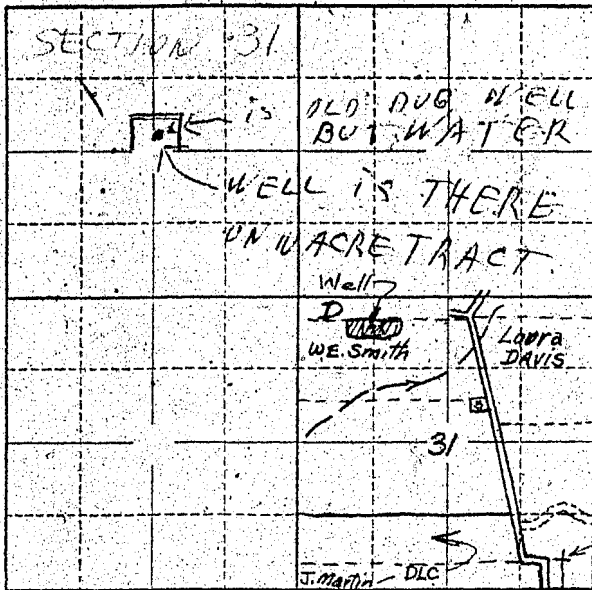 SECTION 31
is OLD DUG WELL
BUT WATER
WELL iS THERE
ON 10 ACRE TRACT.
Well
D
W.E. Smith
Laura
DAVIS
S
31
J. Martin DLC